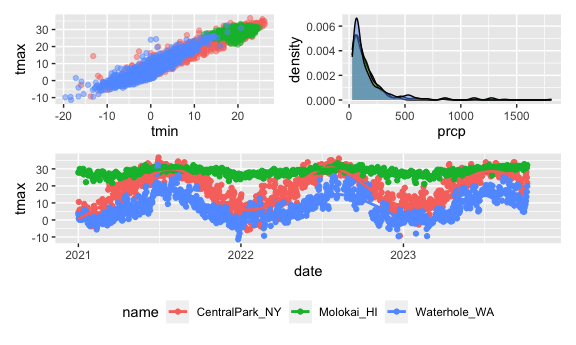 tmax
30
20
10
0
-10
-20 -10 0 10 20
tmin
density
0.006
0.004
0.002
0.000
0 500 1000 1500
prcp
tmax
30
20
10
0
-10
2021 2022 2023
date
name CentralPark_NY Molokai_HI Waterhole_WA